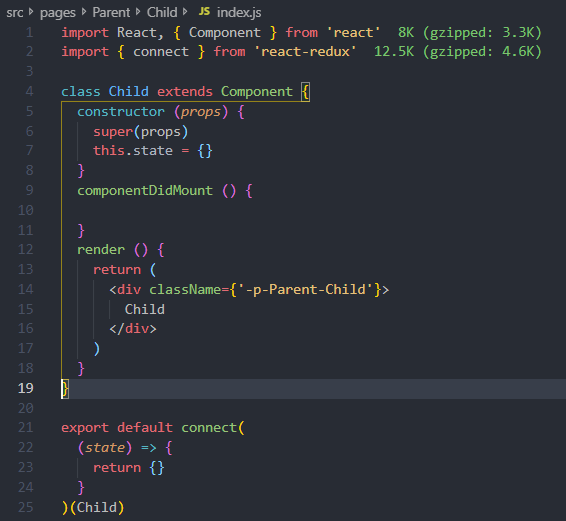 src > pages > Parent > Child > JS index.js
1 import React, { Component } from 'react' 8K (gzipped: 3.3K)
2 import { connect } from 'react-redux' 12.5K (gzipped: 4.6K)
3
4 class Child extends Component {
5   constructor (props) {
6     super(props)
7     this.state = {}
8   }
9   componentDidMount () {
10
11   }
12   render () {
13     return (
14       <div className={'-p-Parent-Child'}>
15         Child
16       </div>
17     )
18   }
19 }
20
21 export default connect(
22   (state) => {
23     return {}
24   }
25 )(Child)